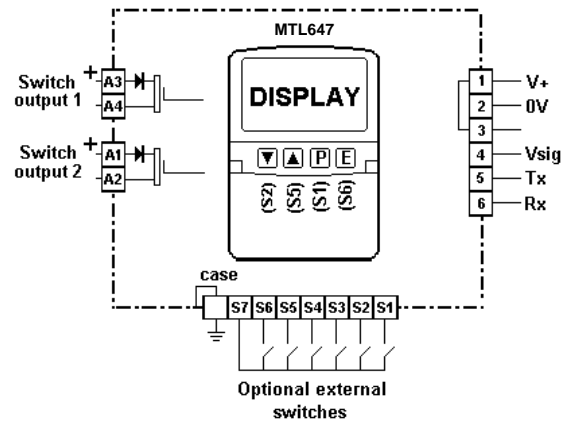 MTL647
Switch
output 1
+
A3
A4
DISPLAY
1 V+
2 0V
3
4 Vsig
5 Tx
6 Rx
Switch
output 2
+
A1
A2
▼ ▲ P E
(S2) (S5) (S1) (S6)
case
S7 S6 S5 S4 S3 S2 S1
Optional external
switches